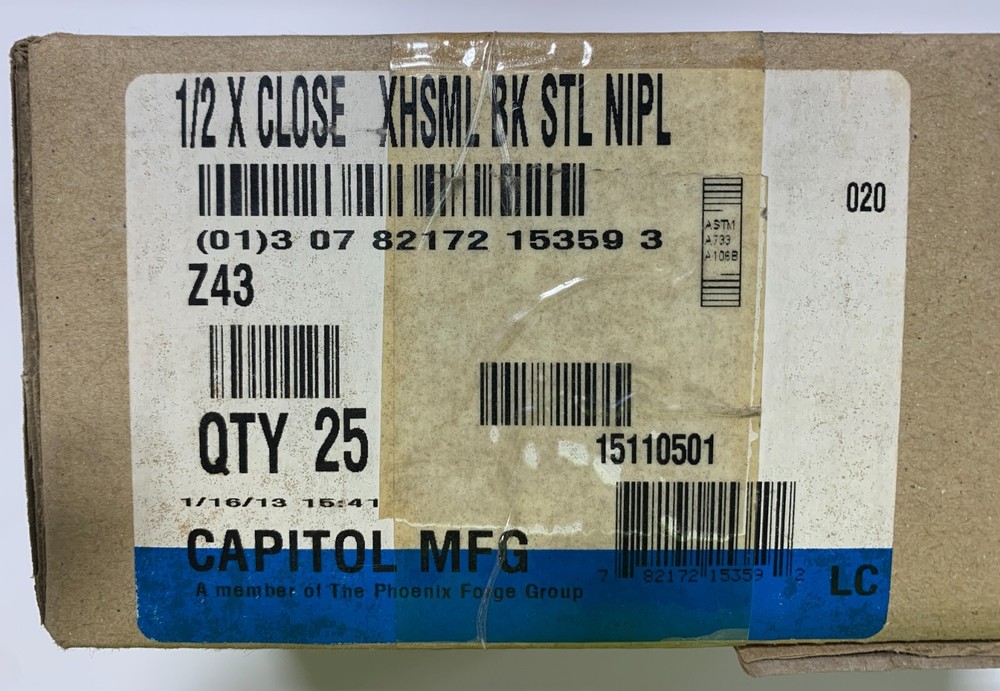 1/2 X CLOSE XHSML BK STL NIPL
020
(01)3 07 82172 15359 3
ASTM
A733
A106B
Z43
QTY 25
15110501
1/16/13 15:41
CAPITOL MFG
7 82172 15359 2
LC
A member of The Phoenix Forge Group